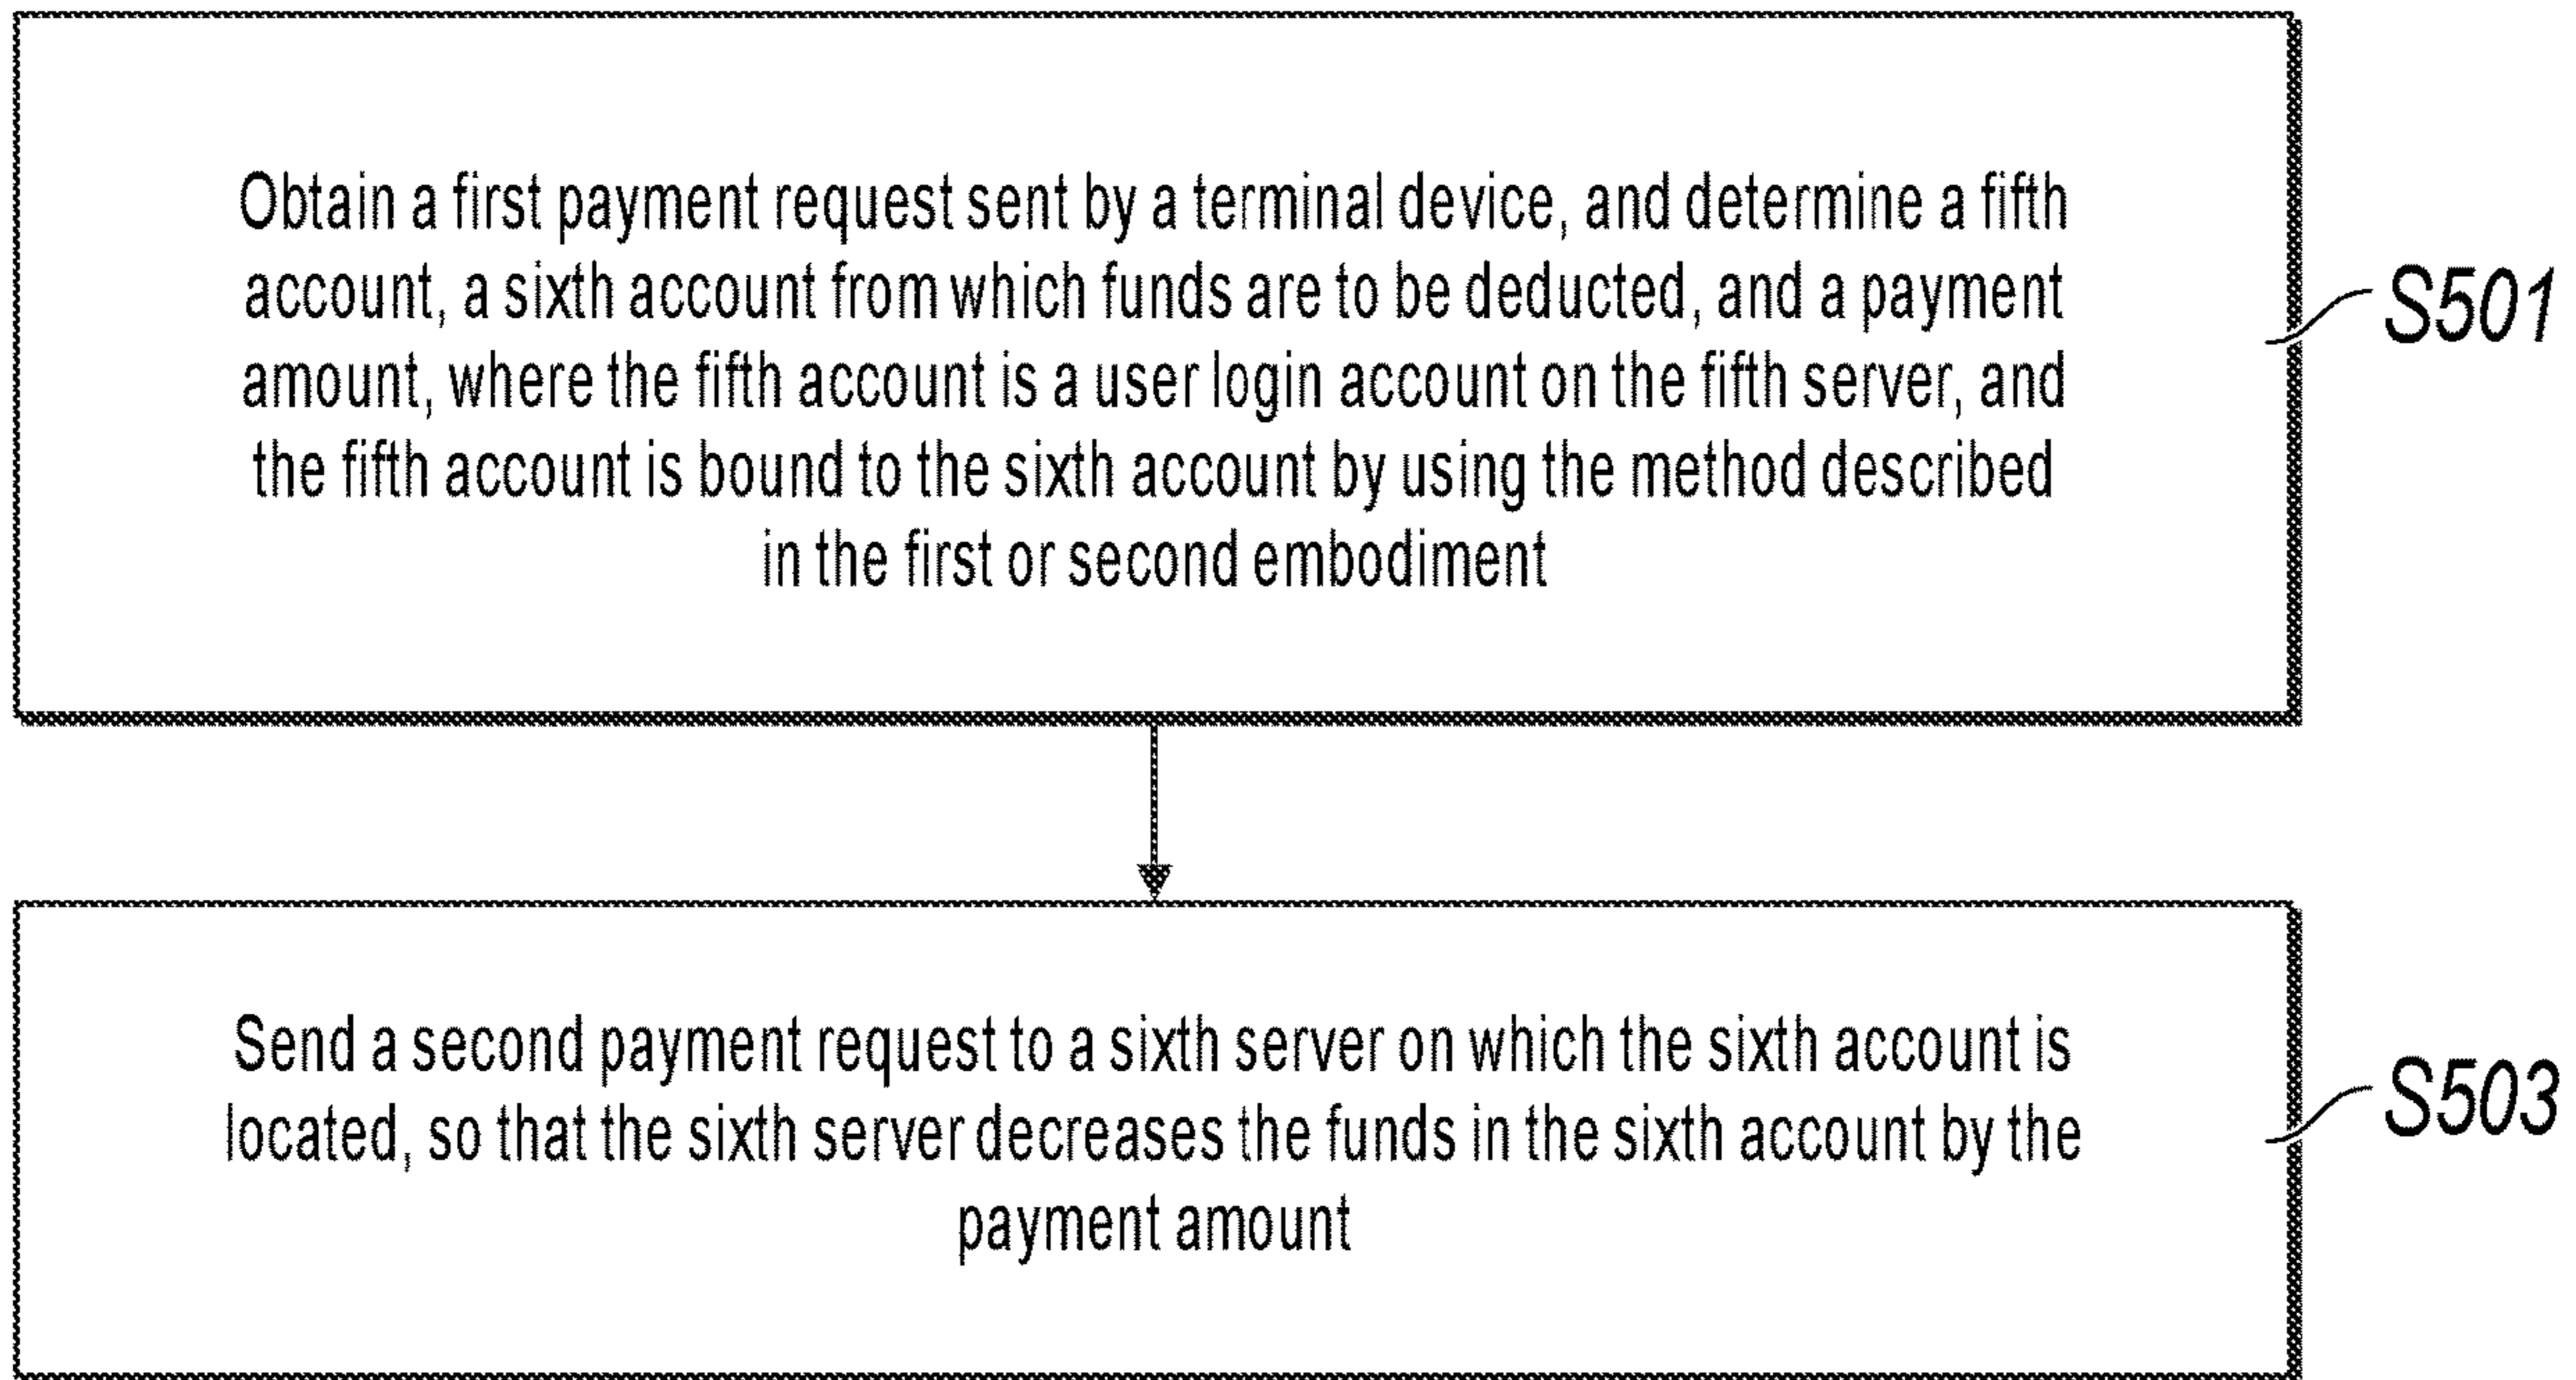 Obtain a first payment request sent by a terminal device, and determine a fifth
account, a sixth account from which funds are to be deducted, and a payment
amount, where the fifth account is a user login account on the fifth server, and
the fifth account is bound to the sixth account by using the method described
in the first or second embodiment
S501
Send a second payment request to a sixth server on which the sixth account is
located, so that the sixth server decreases the funds in the sixth account by the
payment amount
S503